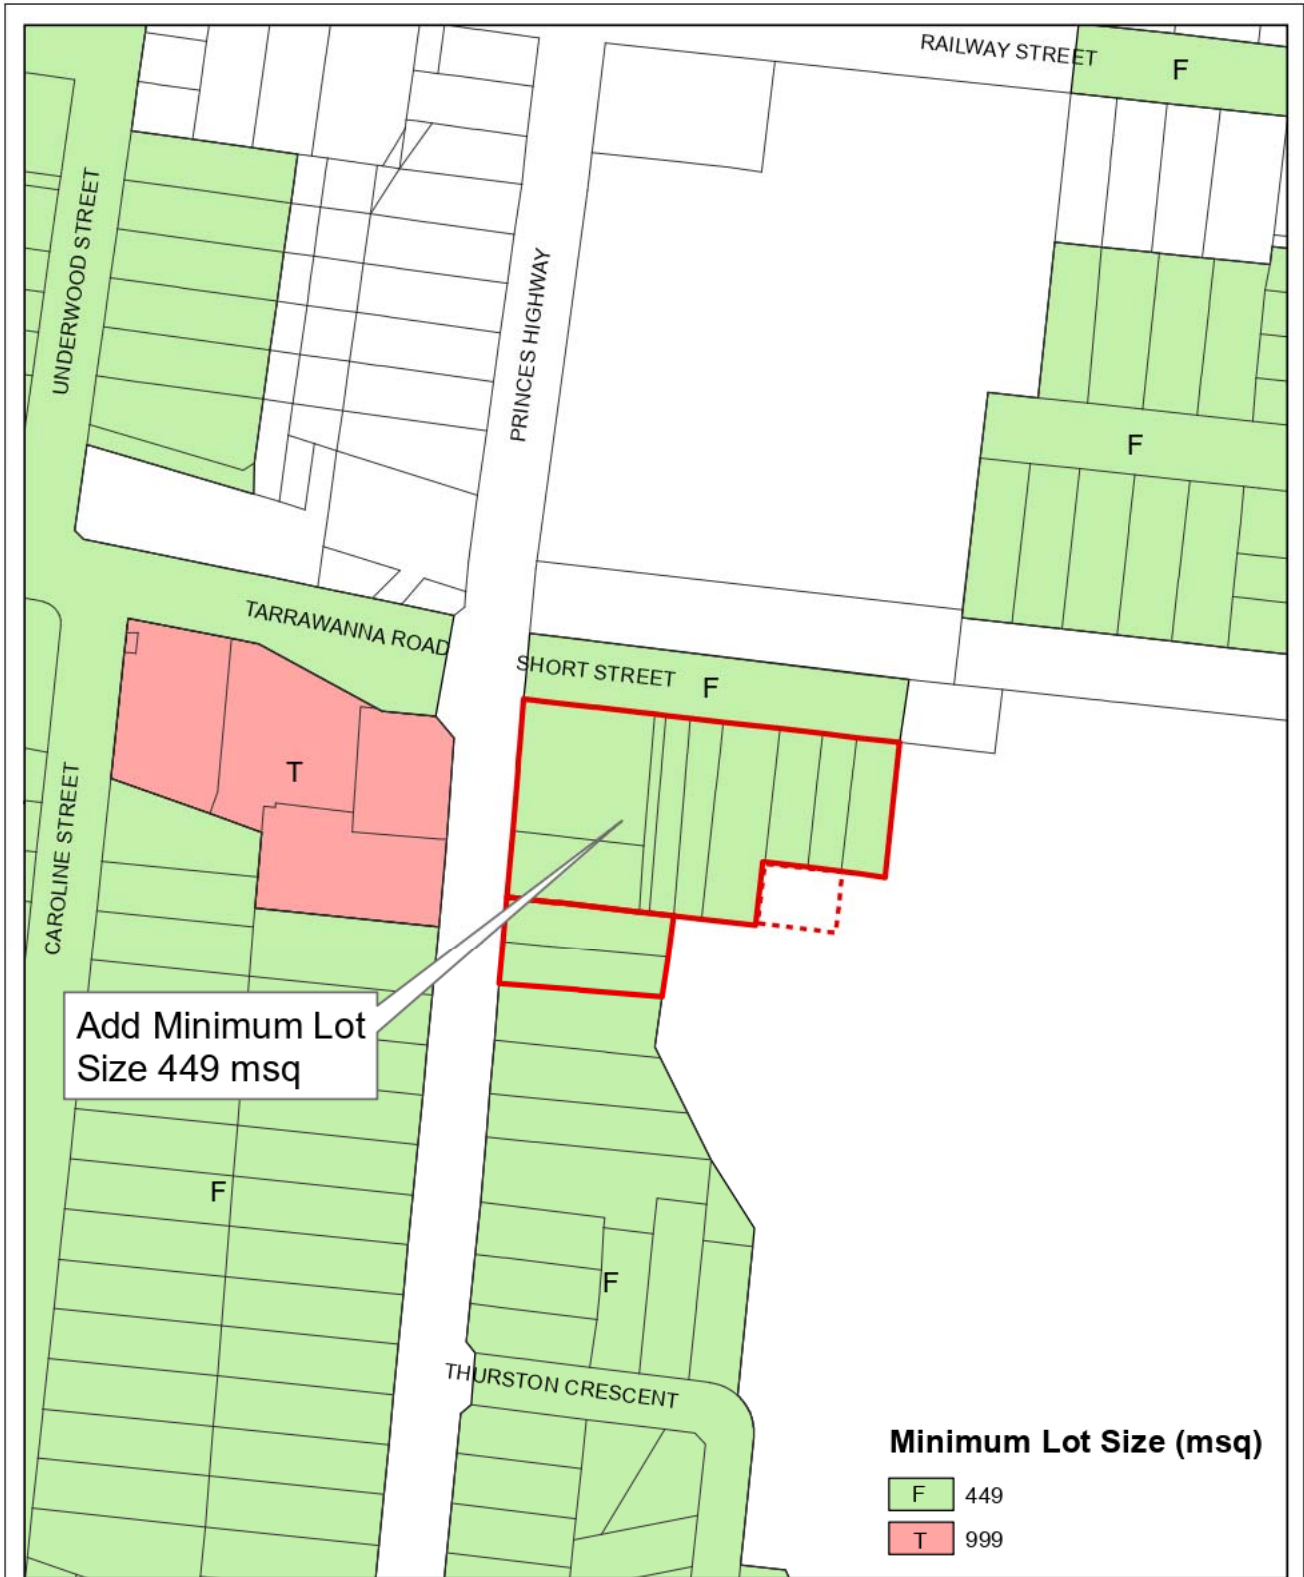 RAILWAY STREET
F
UNDERWOOD STREET
PRINCES HIGHWAY
F
TARRAWANNA ROAD
SHORT STREET
F
T
CAROLINE STREET
Add Minimum Lot
Size 449 msq
F
F
THURSTON CRESCENT
Minimum Lot Size (msq)
F 449
T 999